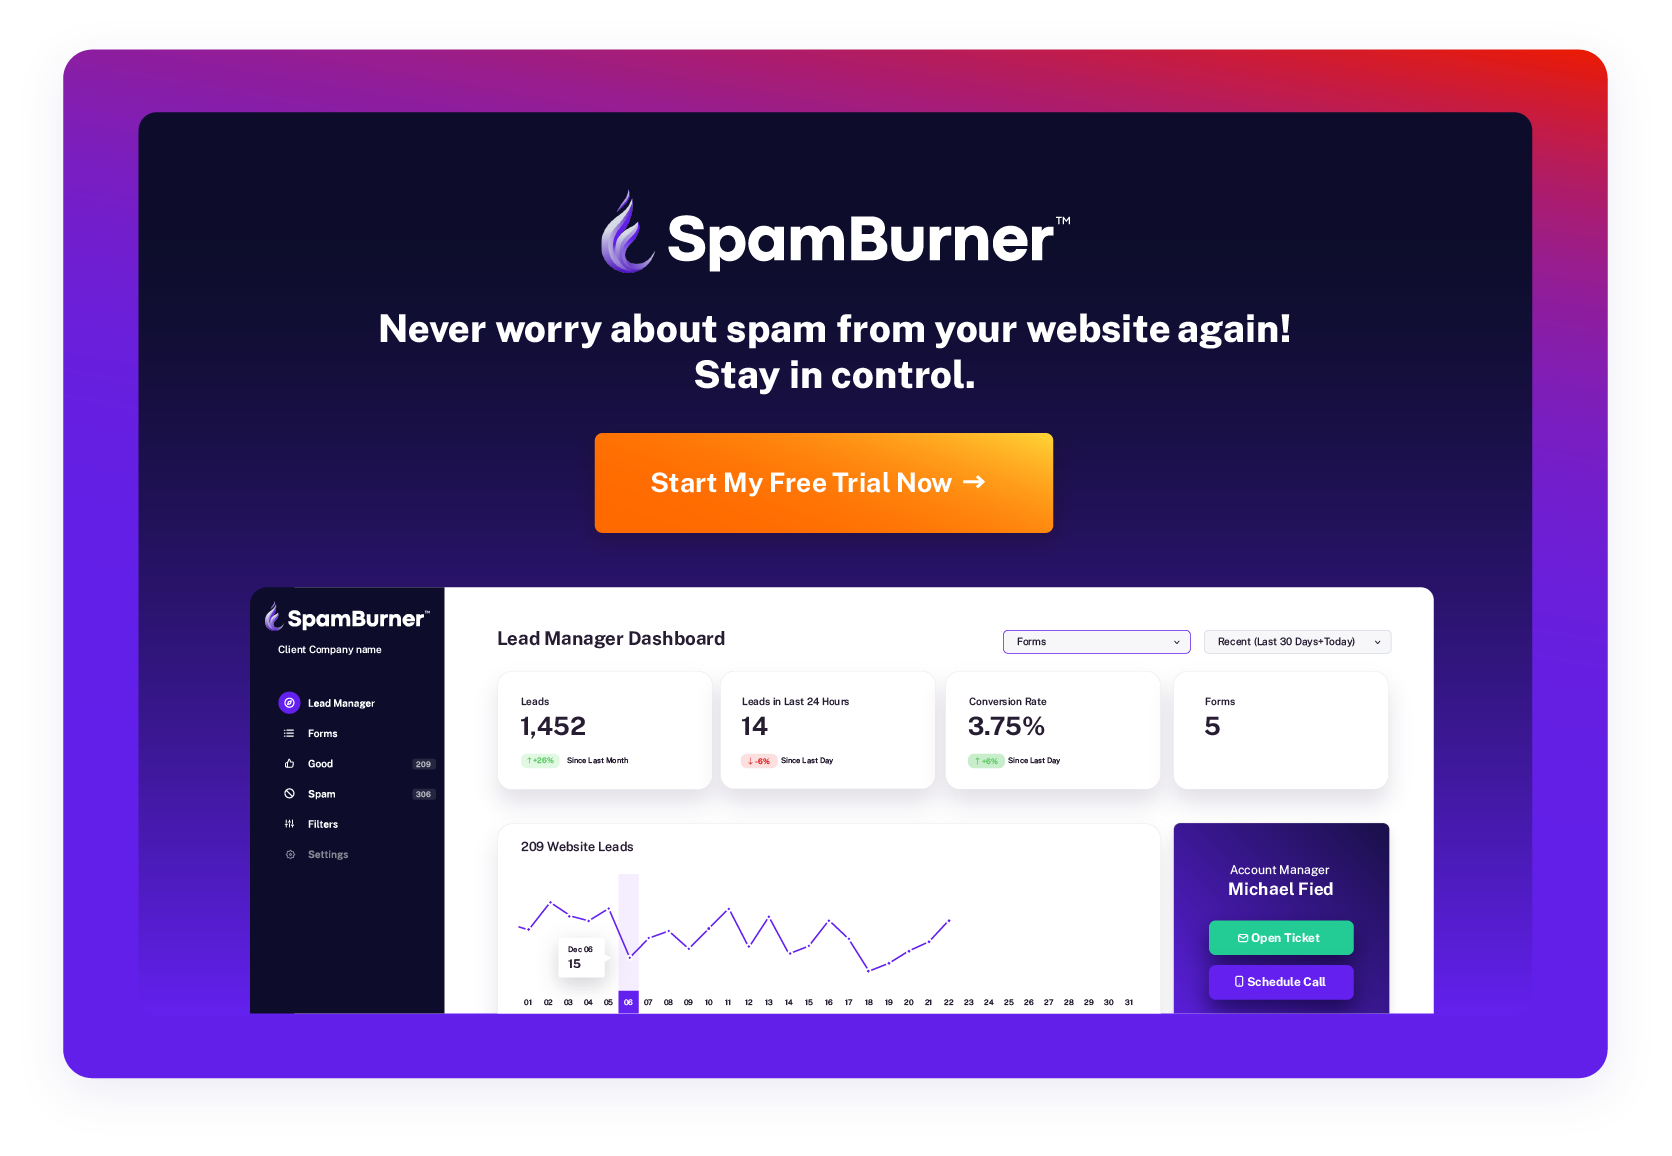 SpamBurner™
Never worry about spam from your website again!
Stay in control.
Start My Free Trial Now →
SpamBurner™
Client Company name
Lead Manager
Forms
Good 209
Spam 306
Filters
Settings
Lead Manager Dashboard
Forms
Recent (Last 30 Days+Today)
Leads
1,452
↑+26% Since Last Month
Leads in Last 24 Hours
14
↓-6% Since Last Day
Conversion Rate
3.75%
↑+6% Since Last Day
Forms
5
209 Website Leads
Dec 06
15
01 02 03 04 05 06 07 08 09 10 11 12 13 14 15 16 17 18 19 20 21 22 23 24 25 26 27 28 29 30 31
Account Manager
Michael Fied
Open Ticket
Schedule Call